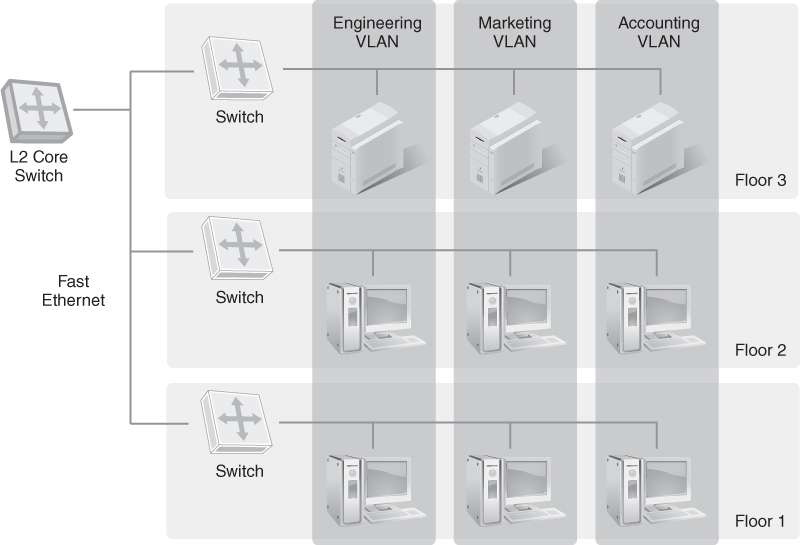 Engineering
VLAN
Marketing
VLAN
Accounting
VLAN
Switch
L2 Core
Switch
Floor 3
Switch
Fast
Ethernet
Floor 2
Switch
Floor 1